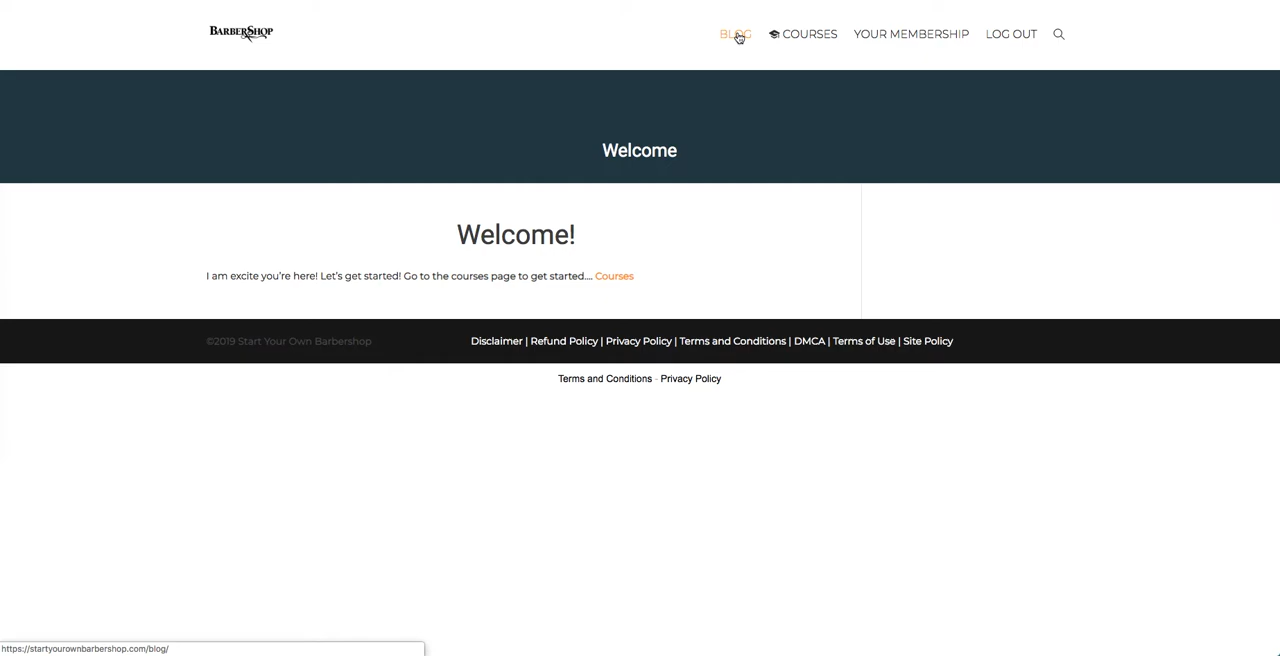 BARBERSHOP
BLOG
COURSES
YOUR MEMBERSHIP
LOG OUT
Welcome
Welcome!
I am excite you're here! Let's get started! Go to the courses page to get started.... Courses
©2019 Start Your Own Barbershop
Disclaimer | Refund Policy | Privacy Policy | Terms and Conditions | DMCA | Terms of Use | Site Policy
Terms and Conditions - Privacy Policy
https://startyourownbarbershop.com/blog/